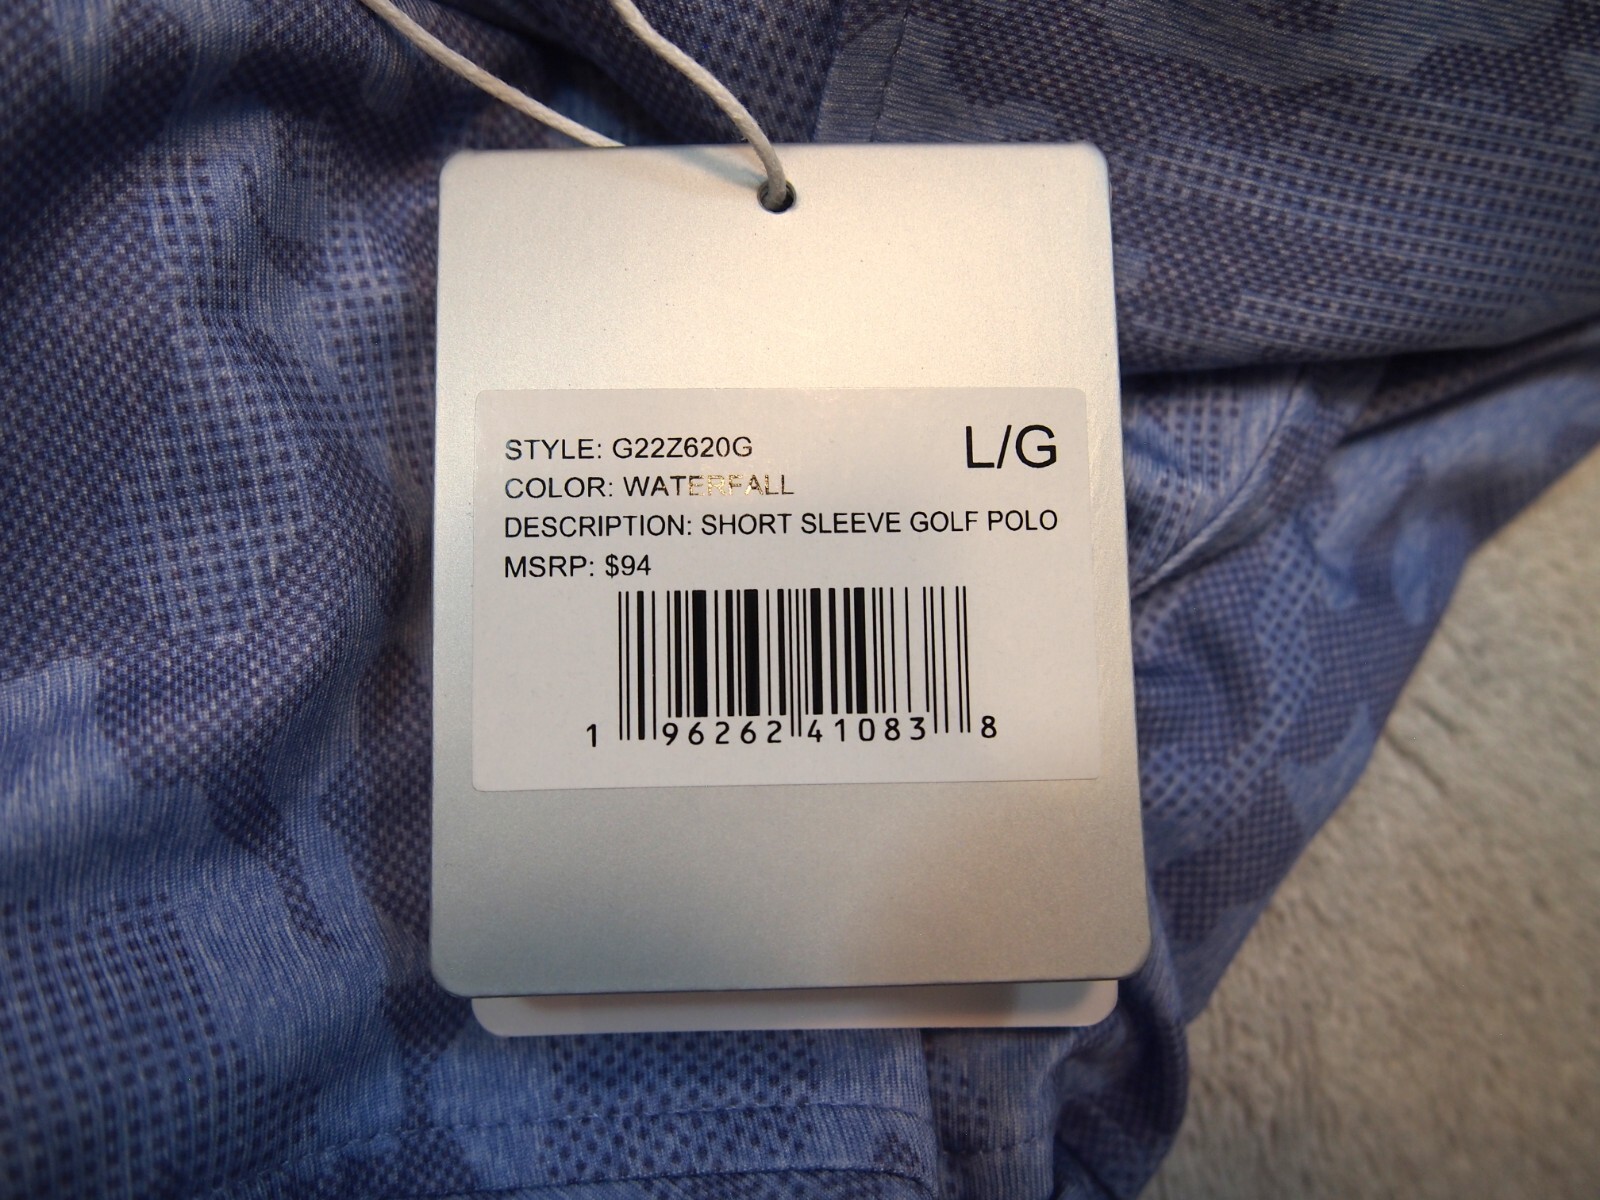 STYLE: G22Z620G
L/G
COLOR: WATERFALL
DESCRIPTION: SHORT SLEEVE GOLF POLO
MSRP: $94
1 96262 41083 8